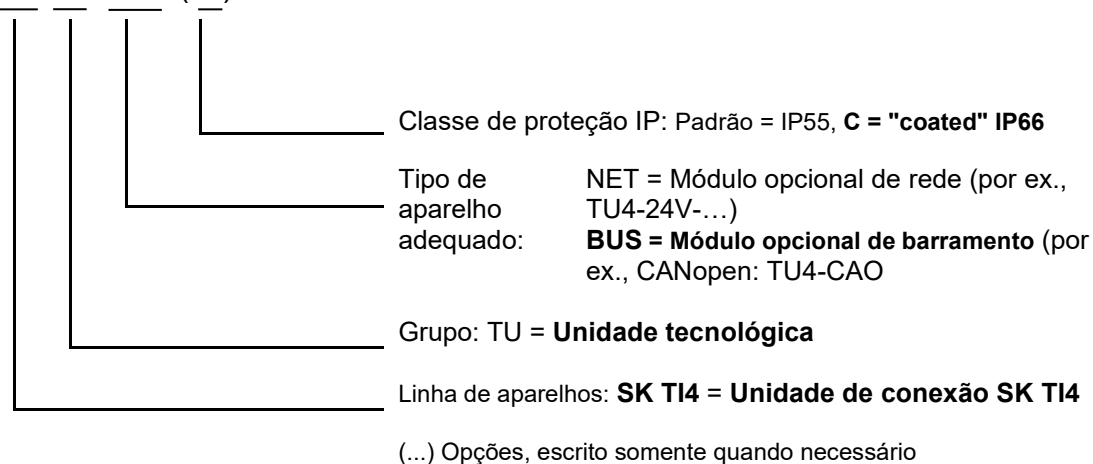 Classe de proteção IP: Padrão = IP55, C = "coated" IP66
Tipo de aparelho adequado:
NET = Módulo opcional de rede (por ex.,
TU4-24V-…)
BUS = Módulo opcional de barramento (por
ex., CANopen: TU4-CAO
Grupo: TU = Unidade tecnológica
Linha de aparelhos: SK TI4 = Unidade de conexão SK TI4
(...) Opções, escrito somente quando necessário